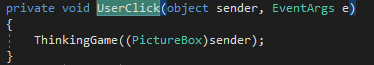 private void UserClick(object sender, EventArgs e)
{
    ThinkingGame((PictureBox)sender);
}